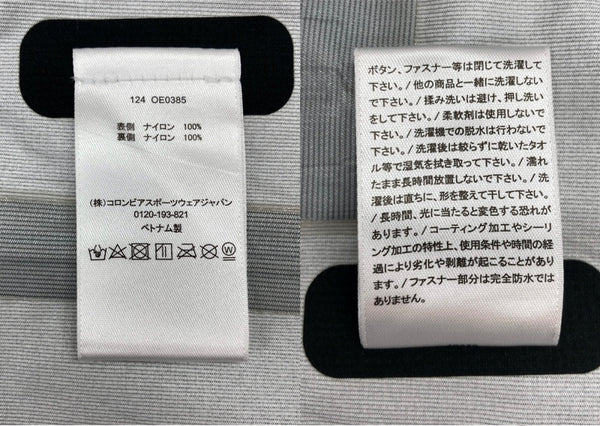 124 OE0385
表側 ナイロン 100%
裏側 ナイロン 100%
(株)コロンビアスポーツウェアジャパン
0120-193-821
ベトナム製
ボタン、ファスナー等は閉じて洗濯して
下さい。/他の商品と一緒に洗濯しない
で下さい。/揉み洗いは避け、押し洗い
をして下さい。/柔軟剤は使用しないで
下さい。/洗濯機での脱水は行わない
で下さい。/洗濯後は絞らずに乾いたタオ
ル等で湿気を拭き取って下さい。/濡れ
たまま長時間放置しないで下さい。/洗
濯後は直ちに、形を整えて干して下さい。
/長時間、光に当たると変色する恐れが
あります。/コーティング加工やシーリ
ング加工の特性上、使用条件や時間の経
過により劣化や剥離が起こることがあり
ます。/ファスナー部分は完全防水では
ありません。